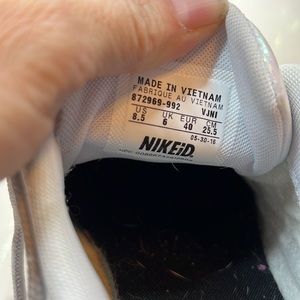 MADE IN VIETNAM
FABRIQUE AU VIETNAM
872969-992 VJNI
US UK EUR CM
8.5 6 40 25.5
05-30-16
NIKEiD.